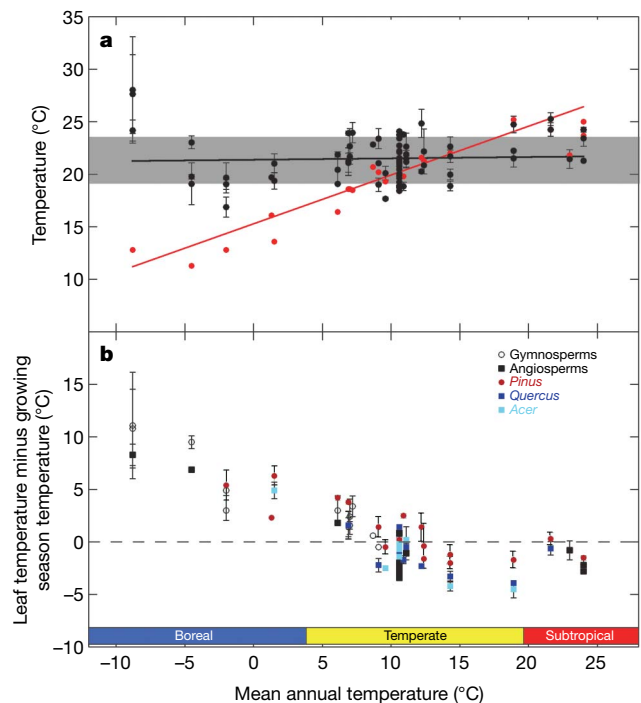 a
35
30
25
20
15
10
Temperature (°C)
b
15
10
5
0
−5
−10
Leaf temperature minus growing
season temperature (°C)
Gymnosperms
Angiosperms
Pinus
Quercus
Acer
Boreal
Temperate
Subtropical
−10
−5
0
5
10
15
20
25
Mean annual temperature (°C)